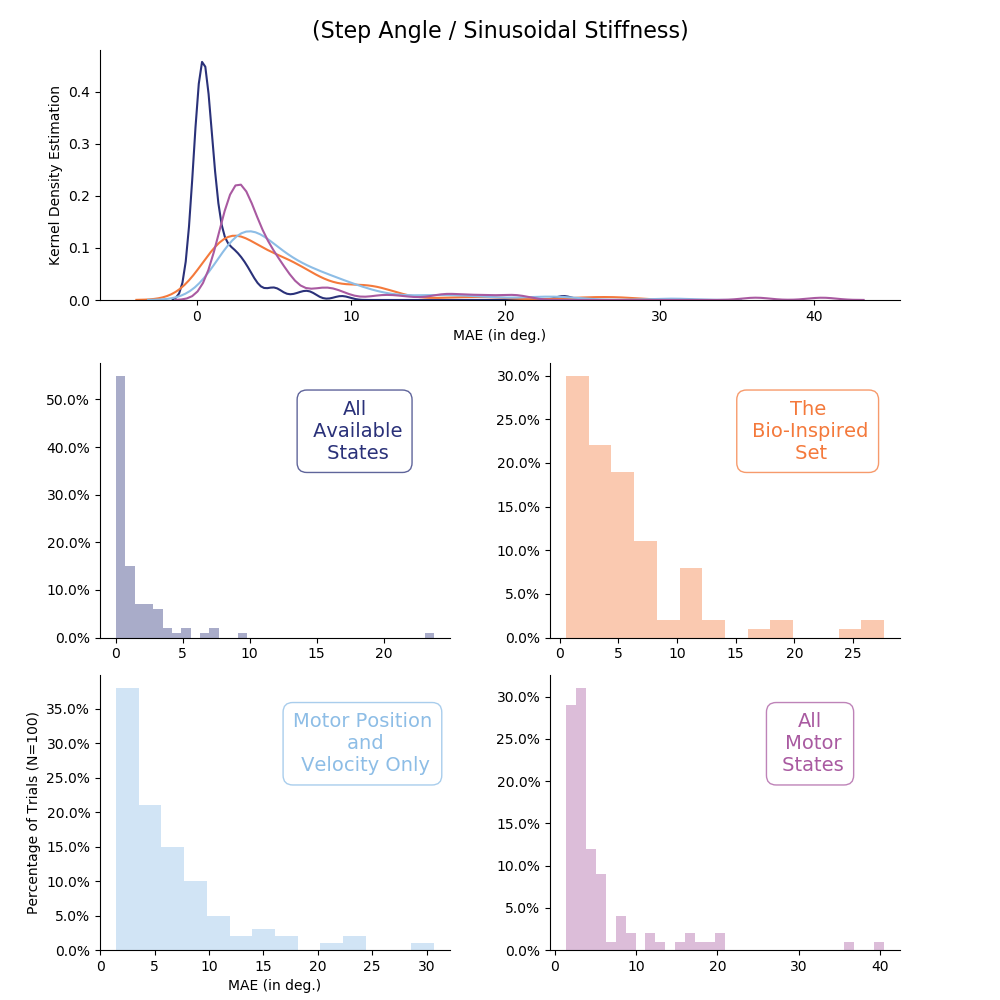 (Step Angle / Sinusoidal Stiffness)
Kernel Density Estimation
0.4
0.3
0.2
0.1
0.0
0 10 20 30 40
MAE (in deg.)
50.0%
40.0%
30.0%
20.0%
10.0%
0.0%
0 5 10 15 20
All
Available
States
30.0%
25.0%
20.0%
15.0%
10.0%
5.0%
0.0%
0 5 10 15 20 25
The
Bio-Inspired
Set
Percentage of Trials (N=100)
35.0%
30.0%
25.0%
20.0%
15.0%
10.0%
5.0%
0.0%
0 5 10 15 20 25 30
MAE (in deg.)
Motor Position
and
Velocity Only
30.0%
25.0%
20.0%
15.0%
10.0%
5.0%
0.0%
0 10 20 30 40
All
Motor
States